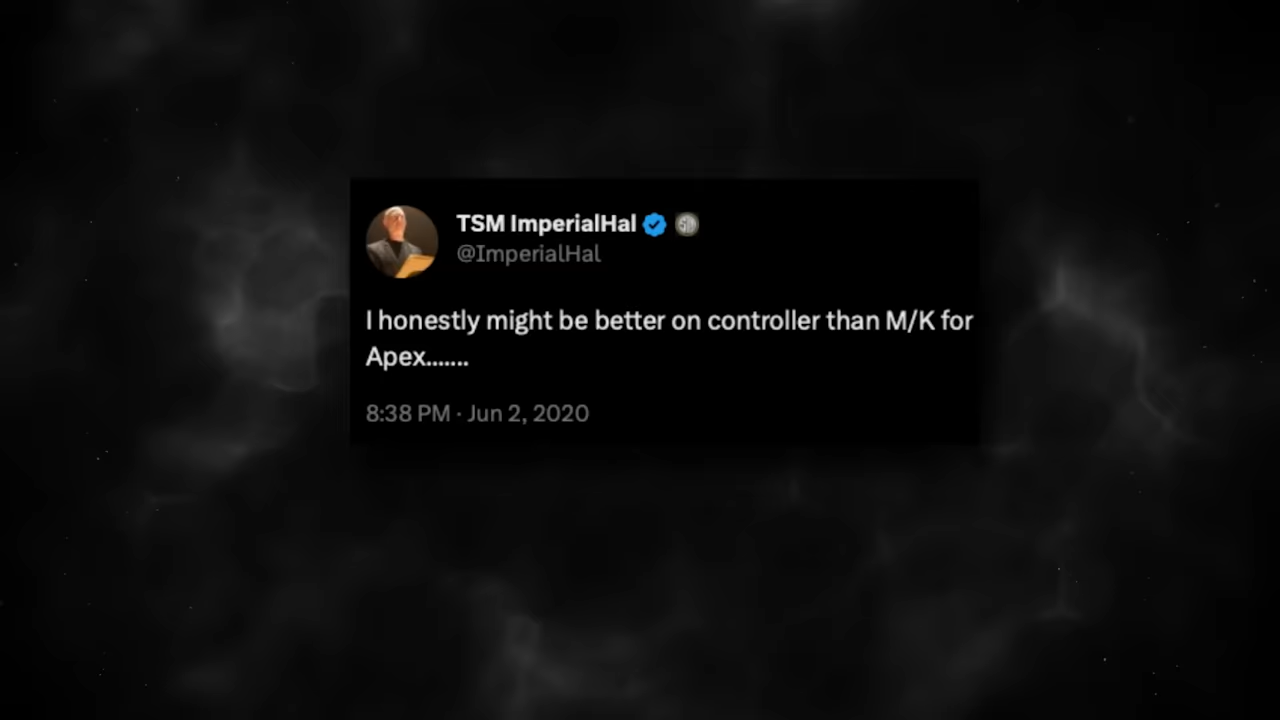 TSM ImperialHal
@ImperialHal
I honestly might be better on controller than M/K for
Apex.......
8:38 PM · Jun 2, 2020